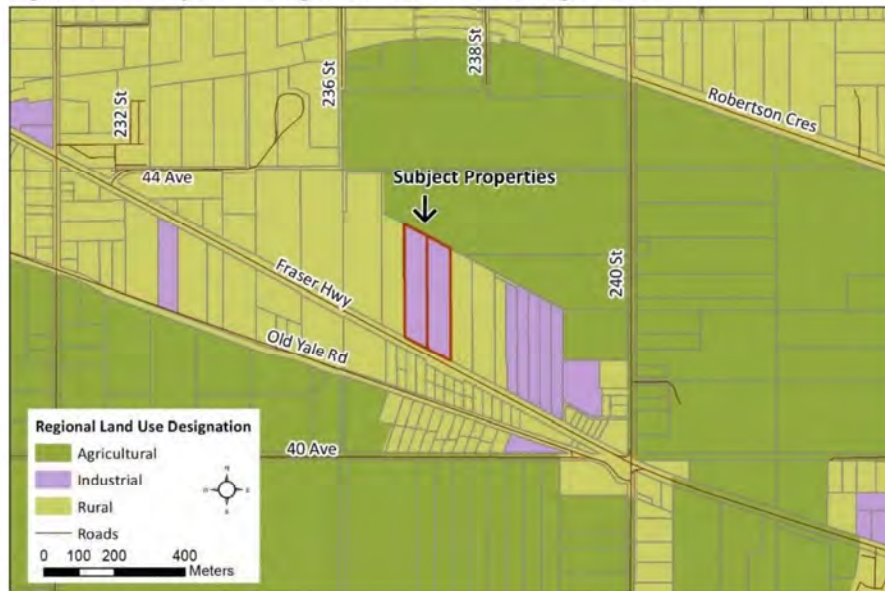 238 St
236 St
Robertson Cres
232 St
44 Ave
Subject Properties
240 St
Fraser Hwy
Old Yale Rd
40 Ave
Regional Land Use Designation
Agricultural
Industrial
Rural
Roads
0 100 200 400
Meters